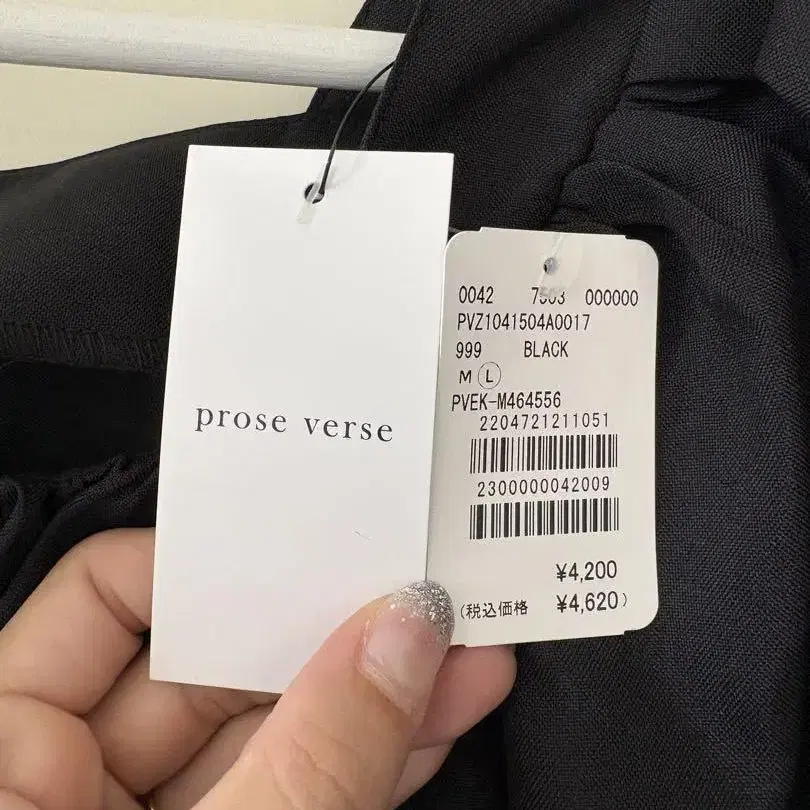 prose verse
0042 7503 000000
PVZ1041504A0017
999 BLACK
M Ⓛ
PVEK-M464556
2204721211051
2300000042009
¥4,200
(税込価格 ¥4,620)